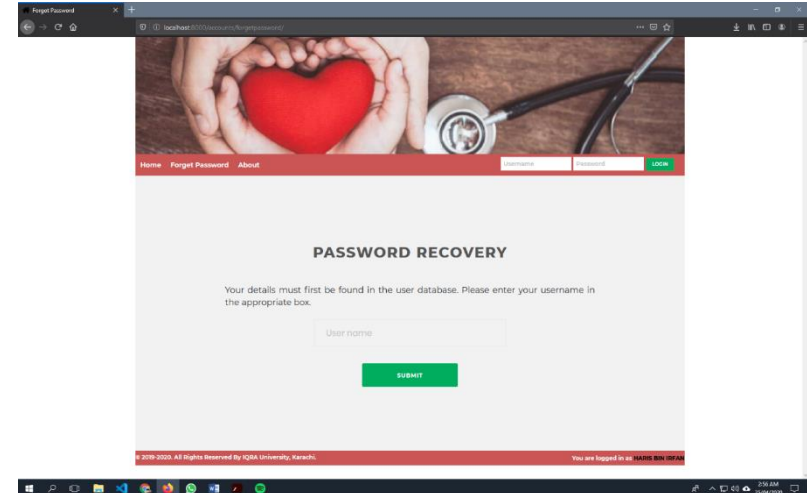 Forget Password
localhost:8000/accounts/forgetpassword/
Home Forget Password About
Username Password LOGIN
PASSWORD RECOVERY
Your details must first be found in the user database. Please enter your username in
the appropriate box.
User name
SUBMIT
© 2019-2020. All Rights Reserved By IQRA University, Karachi.
You are logged in as HARIS BIN IRFAN
2:56 AM